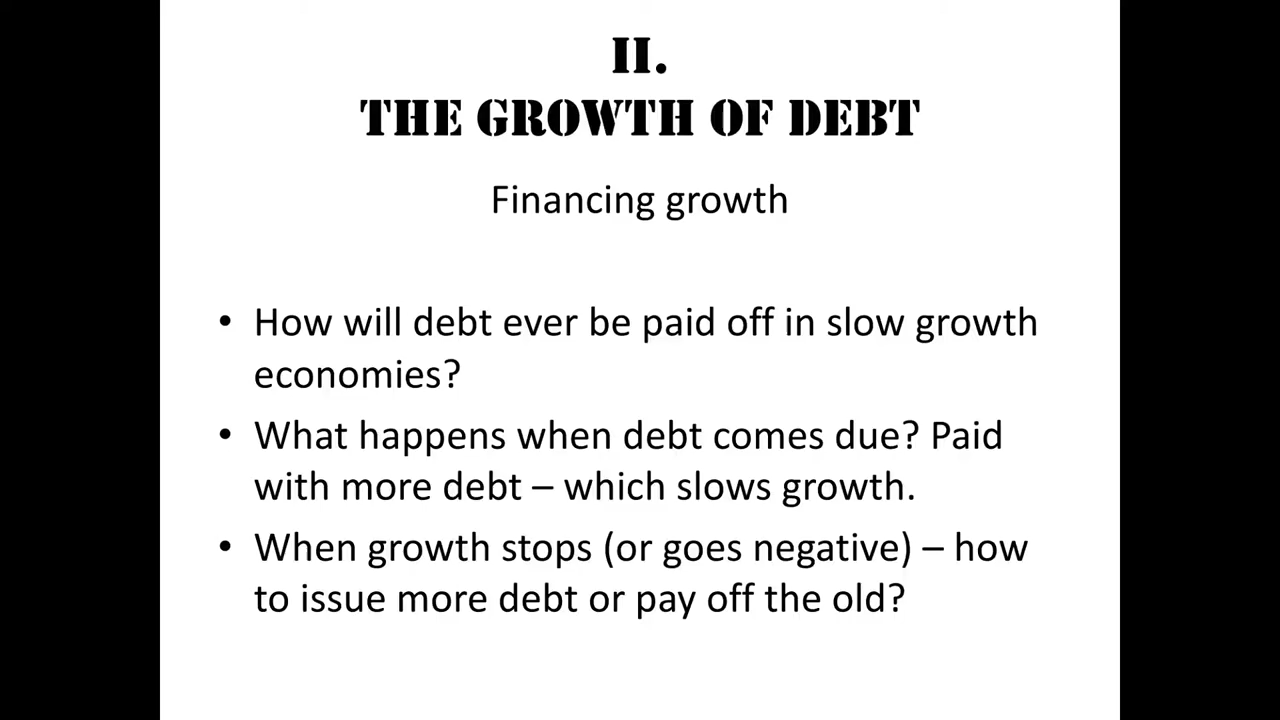 II.
THE GROWTH OF DEBT
Financing growth
• How will debt ever be paid off in slow growth
economies?
• What happens when debt comes due? Paid
with more debt – which slows growth.
• When growth stops (or goes negative) – how
to issue more debt or pay off the old?